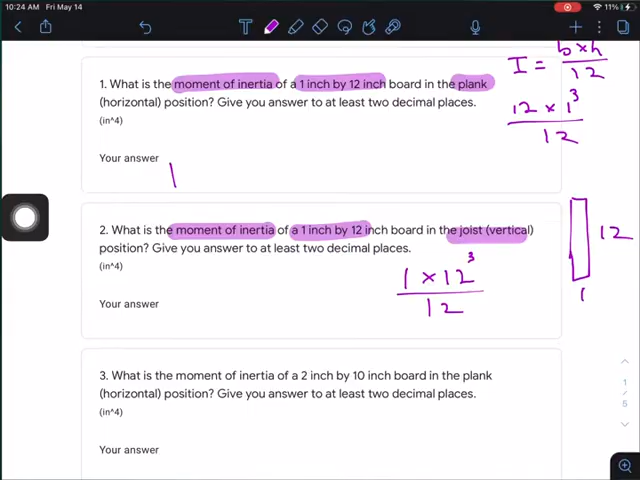 10:24 AM Fri May 14
11%
T
1. What is the moment of inertia of a 1 inch by 12 inch board in the plank
(horizontal) position? Give you answer to at least two decimal places.
(in^4)
Your answer
1
I = b x h
12
12 x 1³
12
2. What is the moment of inertia of a 1 inch by 12 inch board in the joist (vertical)
position? Give you answer to at least two decimal places.
(in^4)
Your answer
1 x 12³
12
12
1
3. What is the moment of inertia of a 2 inch by 10 inch board in the plank
(horizontal) position? Give you answer to at least two decimal places.
(in^4)
Your answer
1
/
5